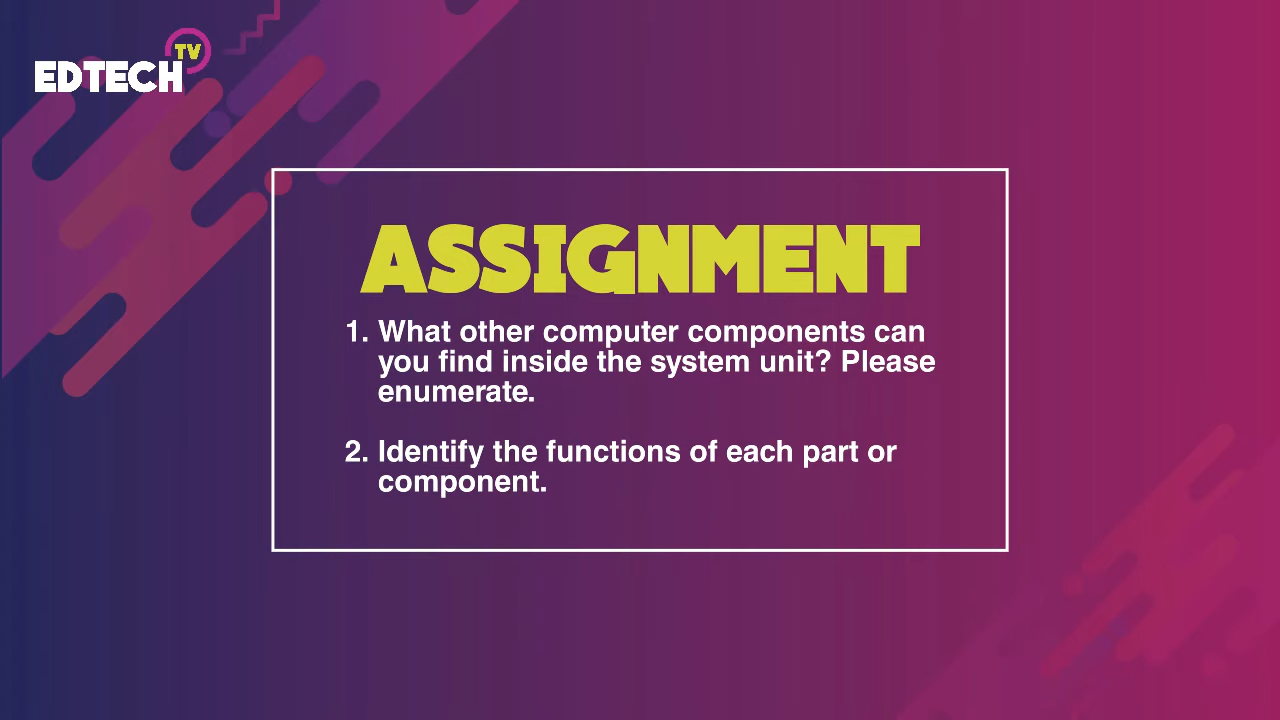 EDTECH TV
ASSIGNMENT
1. What other computer components can
you find inside the system unit? Please
enumerate.
2. Identify the functions of each part or
component.